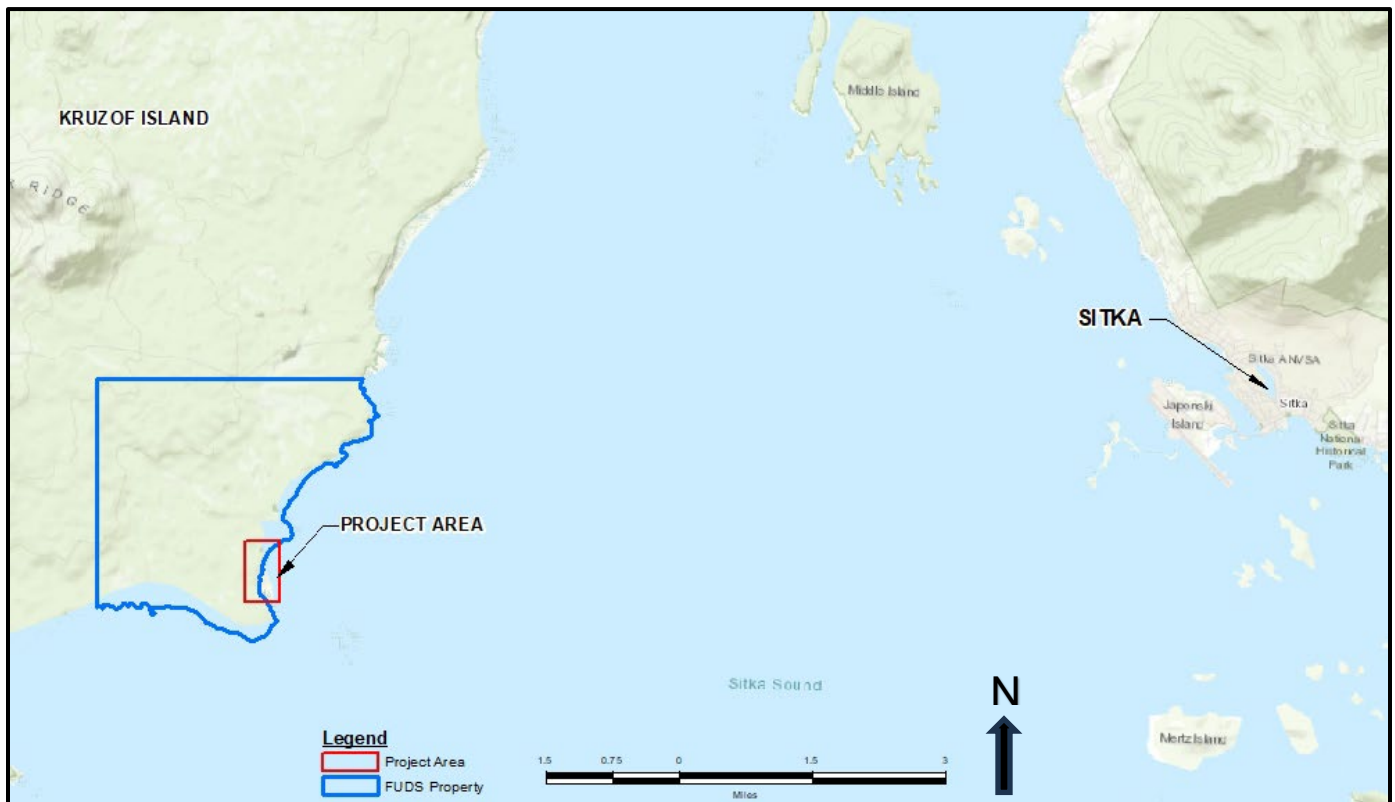 Middle Island
KRUZOF ISLAND
RIDGE
SITKA
Sitka ANVSA
Japonski
Island
Sitka
Sitka
National
Historical
Park
PROJECT AREA
Sitka Sound
N
Mertz Island
Legend
Project Area
FUDS Property
1.5 0.75 0 1.5 3
Miles